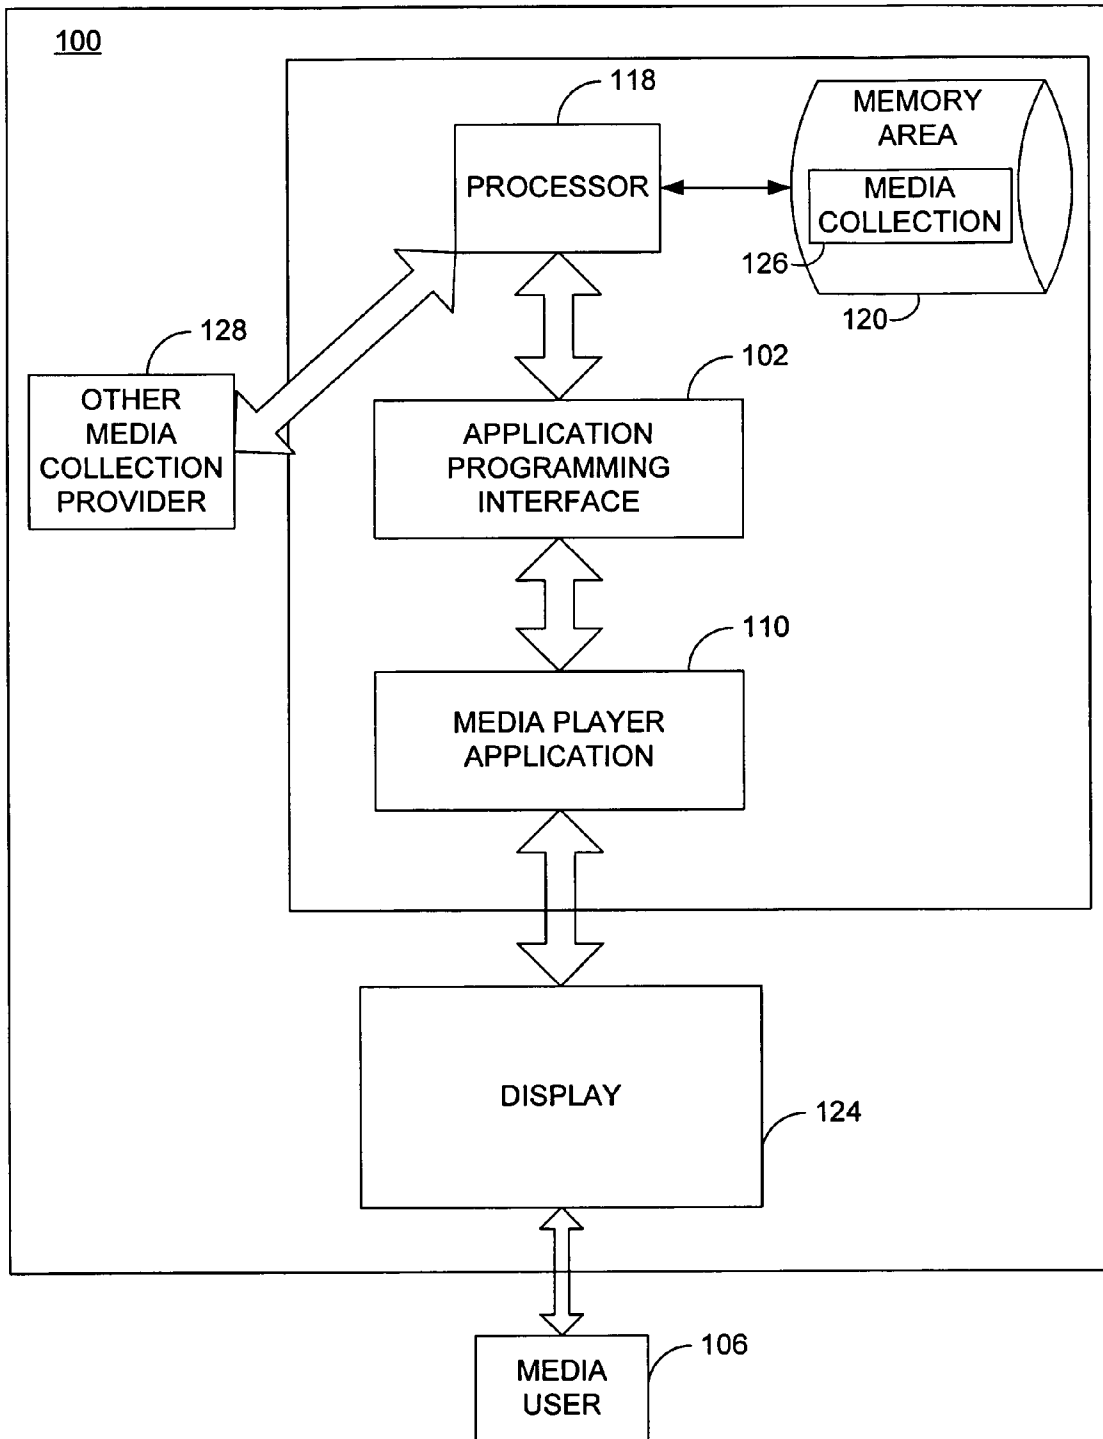 100
118
PROCESSOR
MEMORY
AREA
MEDIA
COLLECTION
126
120
128
OTHER
MEDIA
COLLECTION
PROVIDER
102
APPLICATION
PROGRAMMING
INTERFACE
110
MEDIA PLAYER
APPLICATION
DISPLAY
124
106
MEDIA
USER